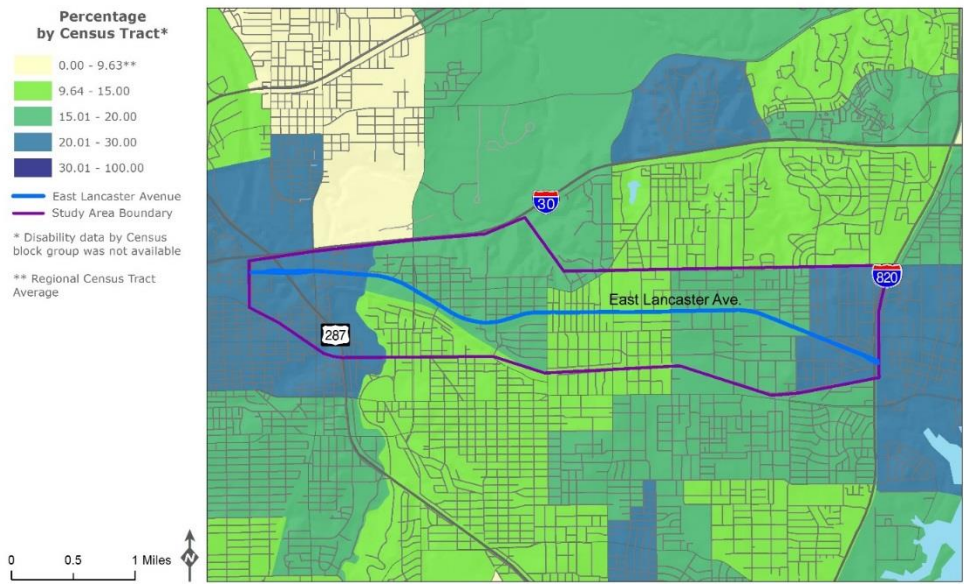 Percentage
by Census Tract*
0.00 - 9.63**
9.64 - 15.00
15.01 - 20.00
20.01 - 30.00
30.01 - 100.00
East Lancaster Avenue
Study Area Boundary
* Disability data by Census
block group was not available
** Regional Census Tract
Average
30
820
East Lancaster Ave.
287
0 0.5 1 Miles
N